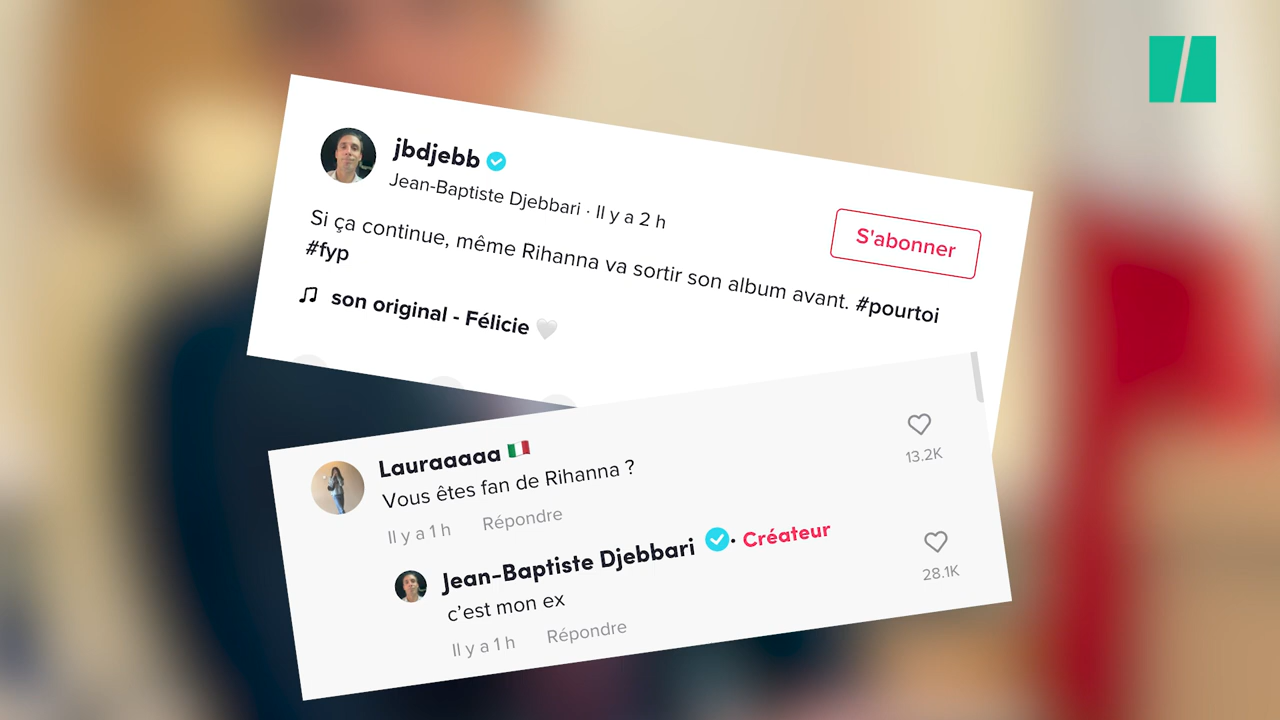 jbdjebb
Jean-Baptiste Djebbari · Il y a 2 h
S'abonner
Si ça continue, même Rihanna va sortir son album avant. #pourtoi
#fyp
son original - Félicie 🤍
Lauraaaaa 🇮🇹
Vous êtes fan de Rihanna ?
Il y a 1 h Répondre
13.2K
Jean-Baptiste Djebbari · Créateur
c'est mon ex
Il y a 1 h Répondre
28.1K